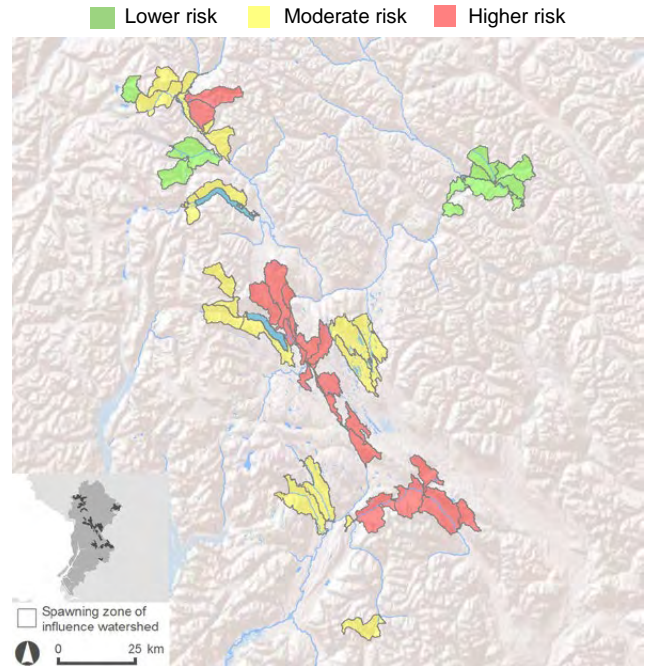 Lower risk Moderate risk Higher risk
Spawning zone of
influence watershed
0 25 km